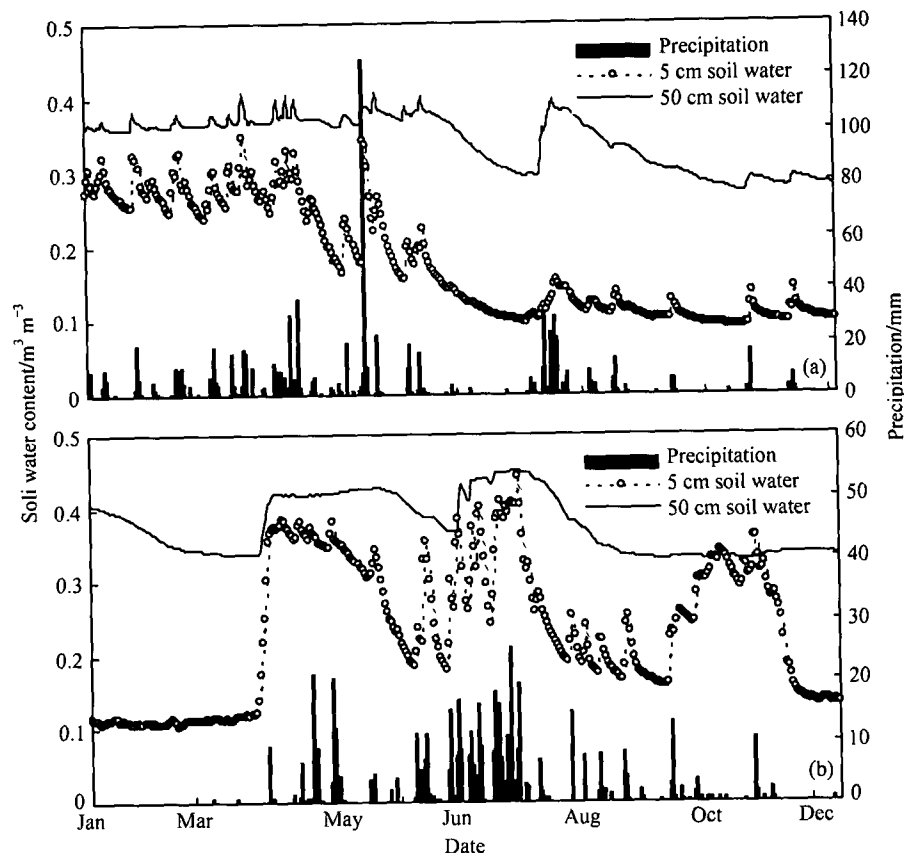 0.5
0.4
0.3
0.2
0.1
0
140
120
100
80
60
40
20
0
Precipitation
5 cm soil water
50 cm soil water
(a)
Soli water content/m³ m⁻³
Precipitation/mm
0.5
0.4
0.3
0.2
0.1
0
60
50
40
30
20
10
0
Precipitation
5 cm soil water
50 cm soil water
(b)
Jan Mar May Jun Aug Oct Dec
Date